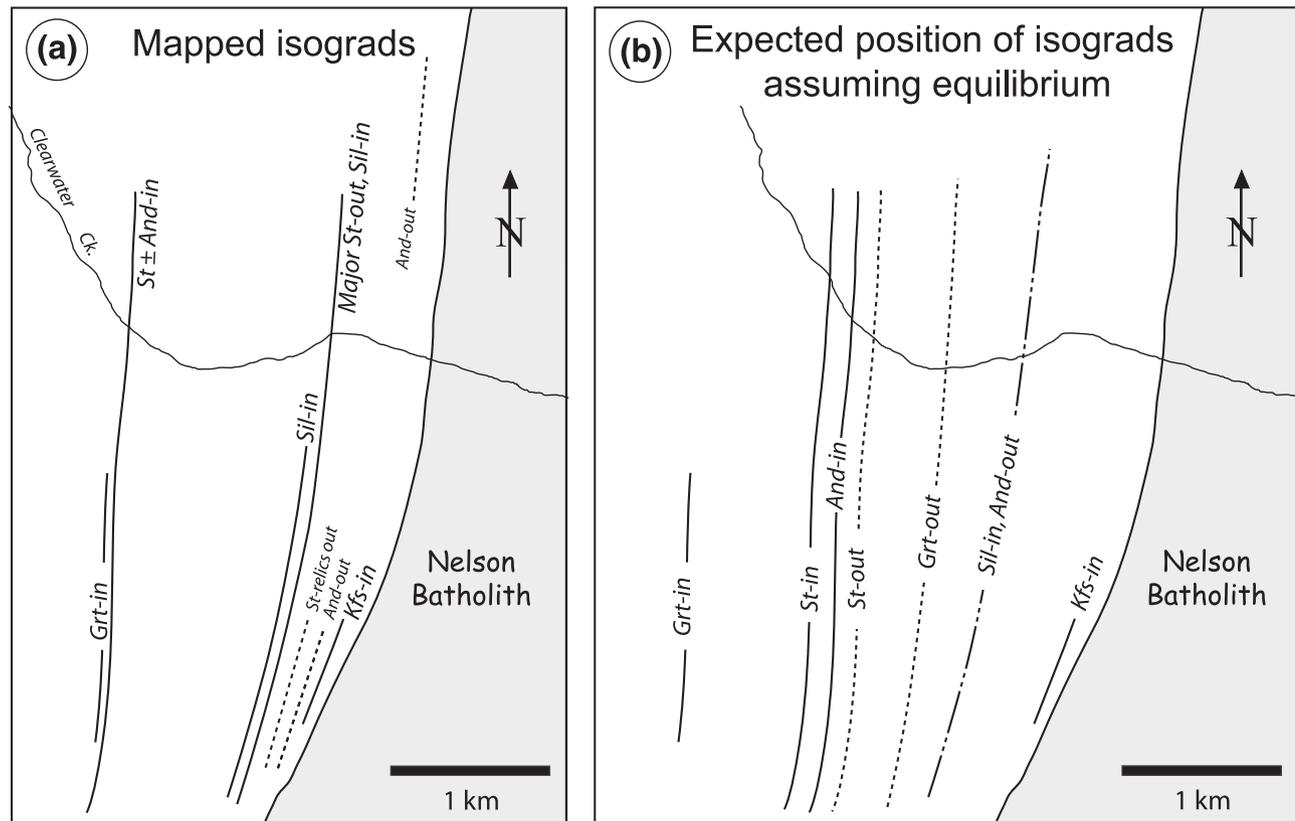 (a) Mapped isograds
Clearwater
Ck.
St ± And-in
Major St-out, Sil-in
And-out
N
Sil-in
Grt-in
St-relics out
And-out
Kfs-in
Nelson
Batholith
1 km
(b) Expected position of isograds
assuming equilibrium
N
Grt-in
St-in
And-in
St-out
Grt-out
Sil-in, And-out
Kfs-in
Nelson
Batholith
1 km